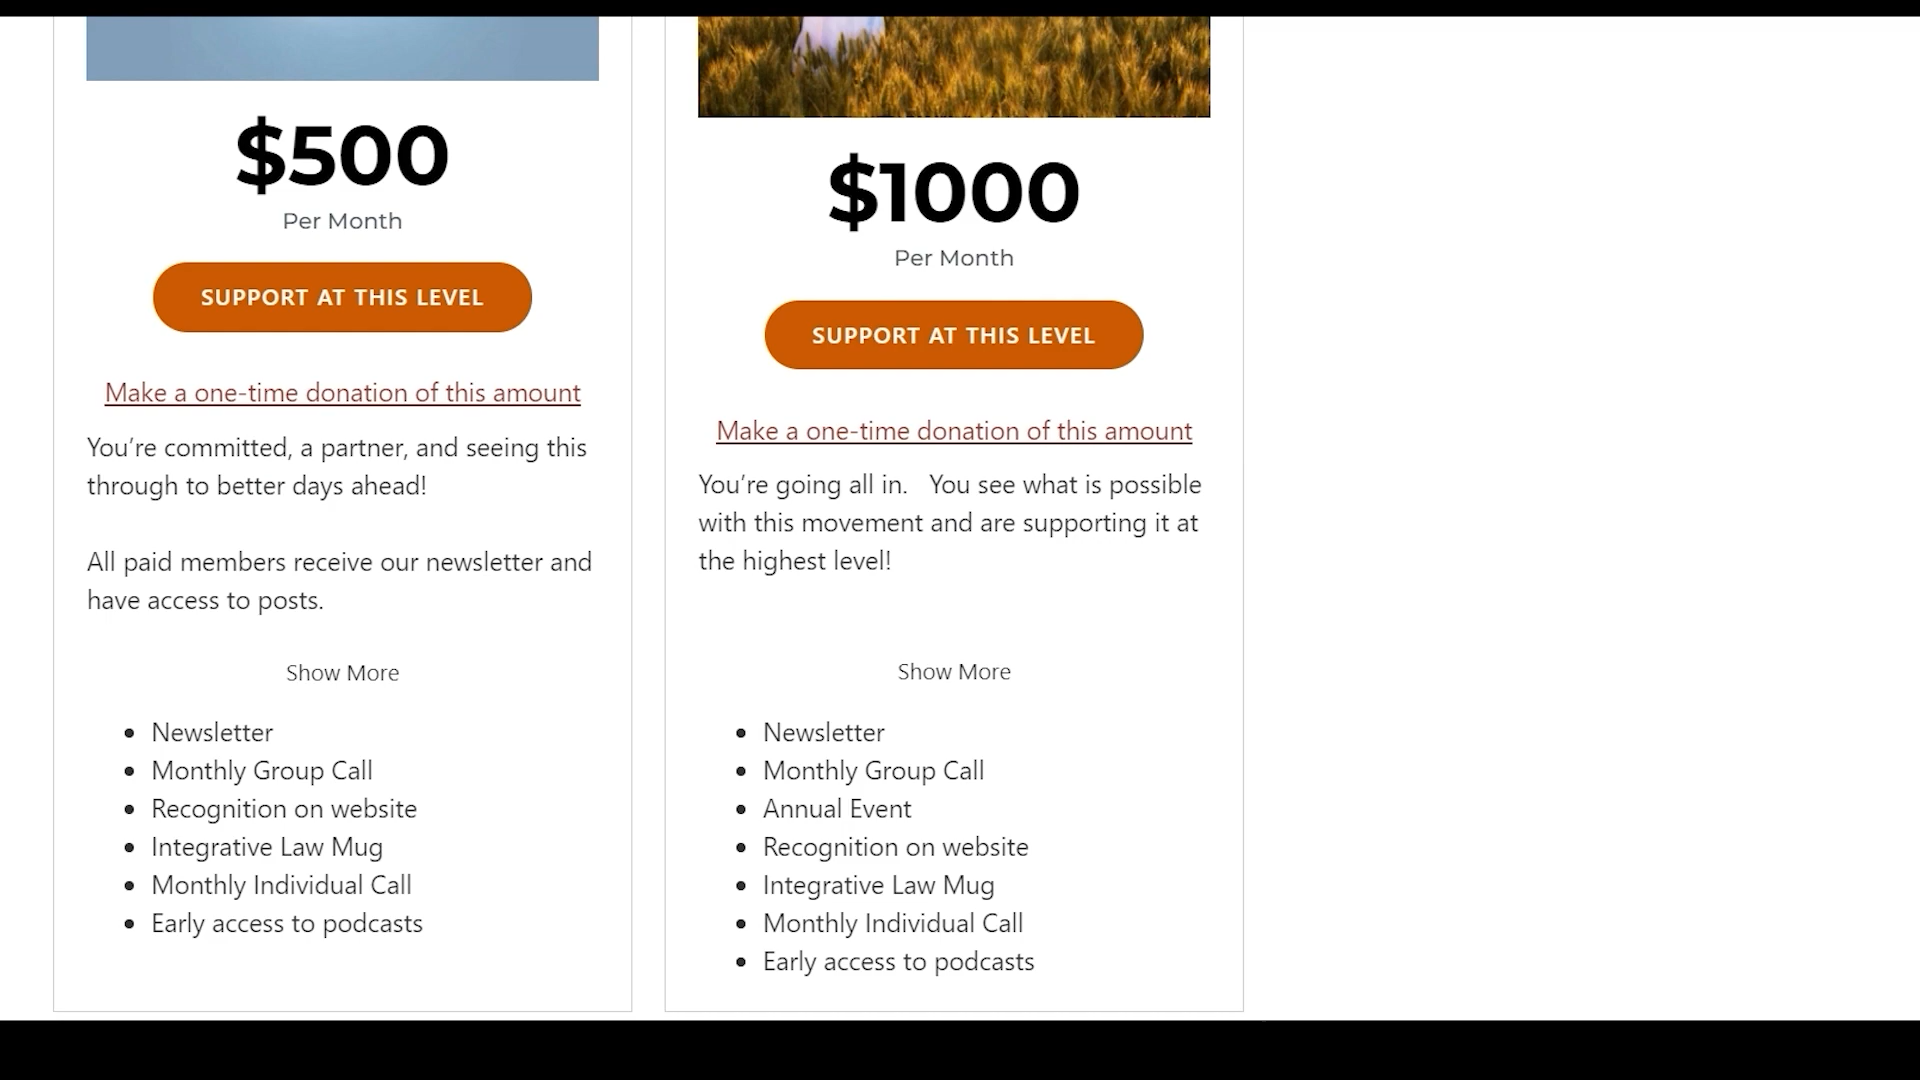 $500
Per Month
SUPPORT AT THIS LEVEL
Make a one-time donation of this amount
You’re committed, a partner, and seeing this
through to better days ahead!
All paid members receive our newsletter and
have access to posts.
Show More
• Newsletter
• Monthly Group Call
• Recognition on website
• Integrative Law Mug
• Monthly Individual Call
• Early access to podcasts
$1000
Per Month
SUPPORT AT THIS LEVEL
Make a one-time donation of this amount
You’re going all in.   You see what is possible
with this movement and are supporting it at
the highest level!
Show More
• Newsletter
• Monthly Group Call
• Annual Event
• Recognition on website
• Integrative Law Mug
• Monthly Individual Call
• Early access to podcasts